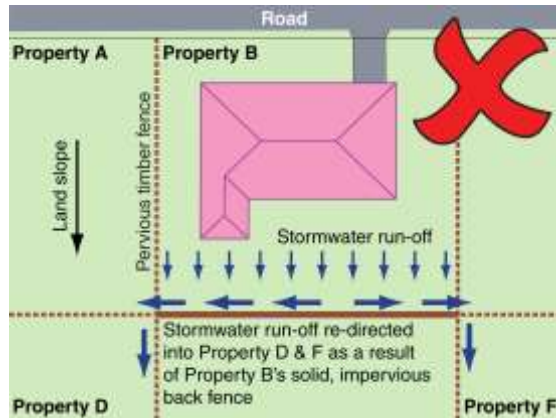 Road
Property A
Property B
Land slope
Pervious timber fence
Stormwater run-off
Stormwater run-off re-directed
into Property D & F as a result
of Property B's solid, impervious
back fence
Property D
Property F